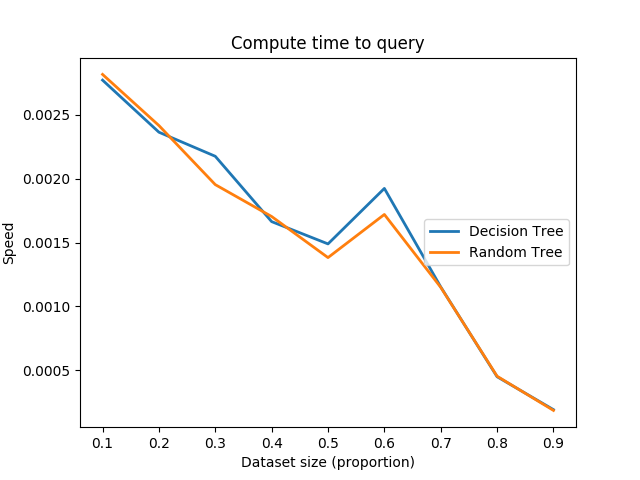 Compute time to query
0.0025
0.0020
0.0015
0.0010
0.0005
Speed
Decision Tree
Random Tree
0.1 0.2 0.3 0.4 0.5 0.6 0.7 0.8 0.9
Dataset size (proportion)